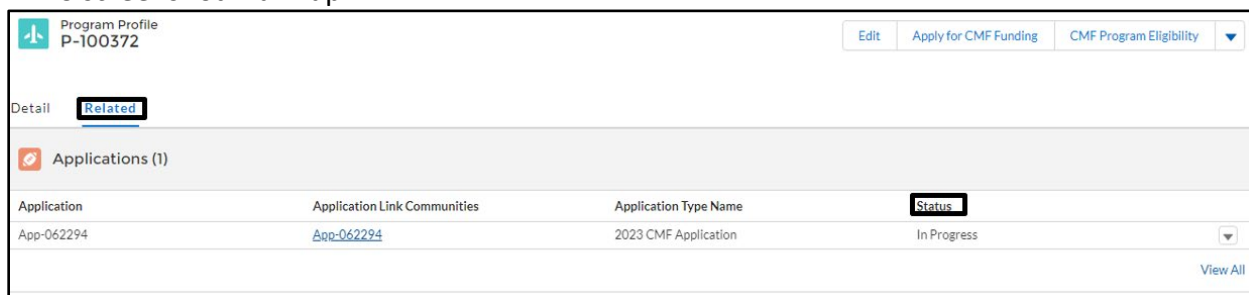 Program Profile
P-100372
Edit Apply for CMF Funding CMF Program Eligibility
Detail Related
Applications (1)
Application Application Link Communities Application Type Name Status
App-062294 App-062294 2023 CMF Application In Progress
View All